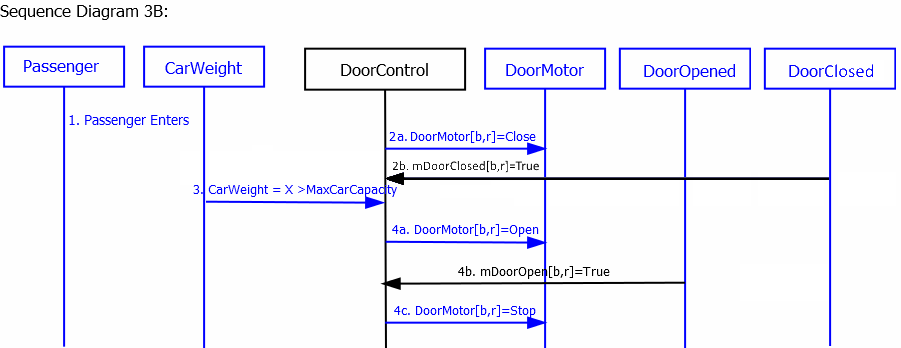 Sequence Diagram 3B:
Passenger
CarWeight
DoorControl
DoorMotor
DoorOpened
DoorClosed
1. Passenger Enters
2a. DoorMotor[b,r]=Close
2b. mDoorClosed[b,r]=True
3. CarWeight = X >MaxCarCapacity
4a. DoorMotor[b,r]=Open
4b. mDoorOpen[b,r]=True
4c. DoorMotor[b,r]=Stop